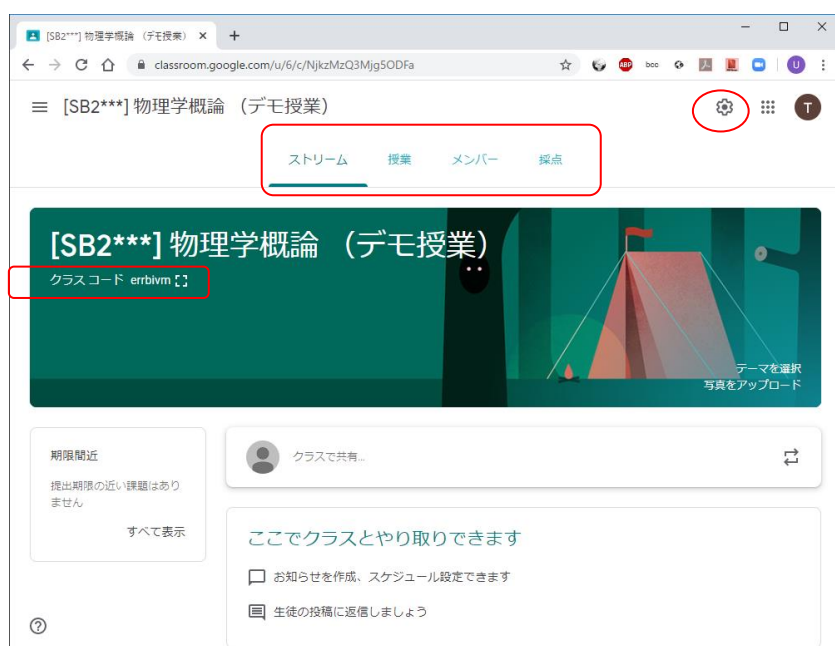 [SB2***] 物理学概論 （デモ授業）
classroom.google.com/u/6/c/NjkzMzQ3Mjg5ODFa
ABP
bcc
U
[SB2***] 物理学概論 （デモ授業）
T
ストリーム 授業 メンバー 採点
[SB2***] 物理学概論 （デモ授業）
クラス コード errbivm
テーマを選択
写真をアップロード
期限間近
提出期限の近い課題はあり
ません
すべて表示
クラスで共有...
ここでクラスとやり取りできます
お知らせを作成、スケジュール設定できます
生徒の投稿に返信しましょう